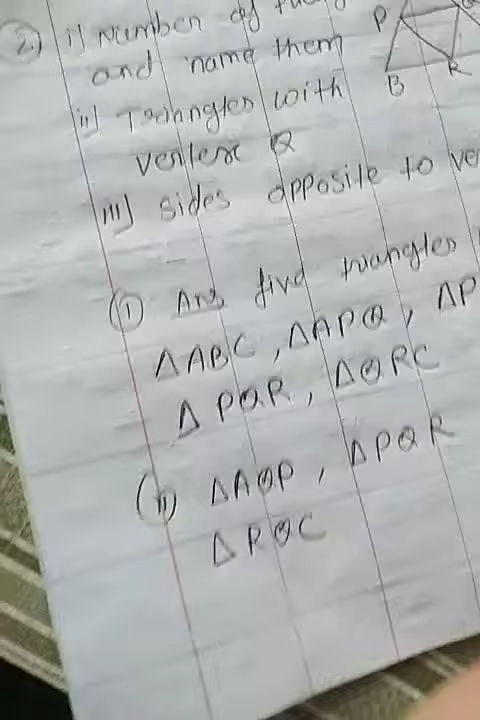 2) i) Number of
P
and name them
B R
ii) Triangles with
vertex Q
iii) sides opposite to ve
(i) Ans five triangles
△ABC, △APQ, △P
△PQR, △QRC
(ii) △AQP, △PQR
△RQC